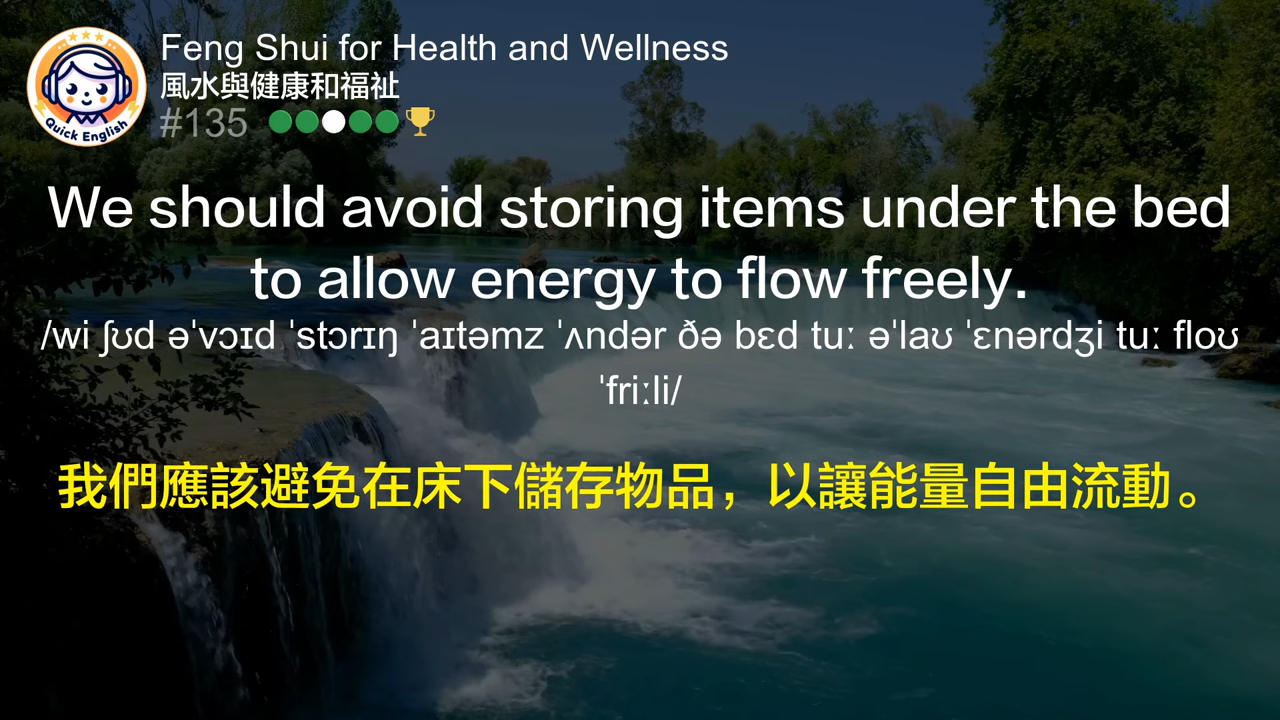 Feng Shui for Health and Wellness
風水與健康和福祉
#135
Quick English
We should avoid storing items under the bed
to allow energy to flow freely.
/wi ʃʊd əˈvɔɪd ˈstɔrɪŋ ˈaɪtəmz ˈʌndər ðə bɛd tuː əˈlaʊ ˈɛnərdʒi tuː floʊ
ˈfriːli/
我們應該避免在床下儲存物品，以讓能量自由流動。